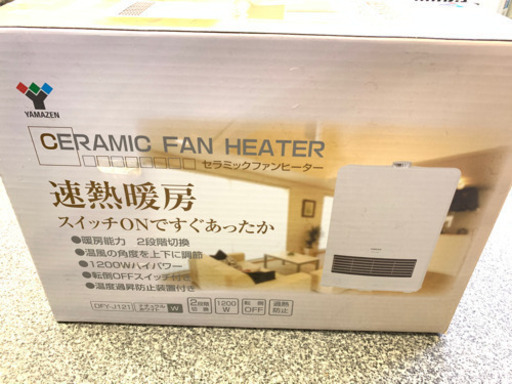 YAMAZEN
CERAMIC FAN HEATER
セラミックファンヒーター
速熱暖房
スイッチONですぐあったか
●暖房能力 2段階切換
●温風の角度を上下に調節
●1200Wハイパワー
●転倒OFFスイッチ付き
●温度過昇防止装置付き
W
2段階切換
1200W
転倒OFF
過熱防止